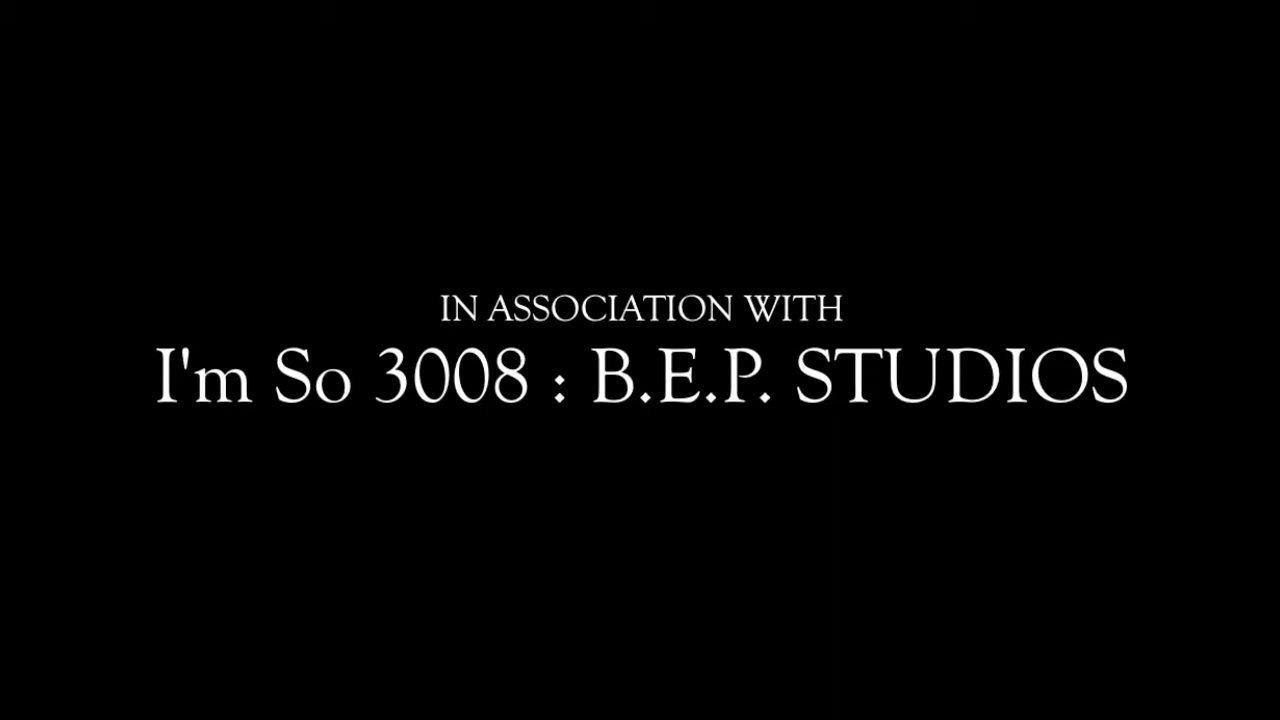 IN ASSOCIATION WITH
I'm So 3008 : B.E.P. STUDIOS